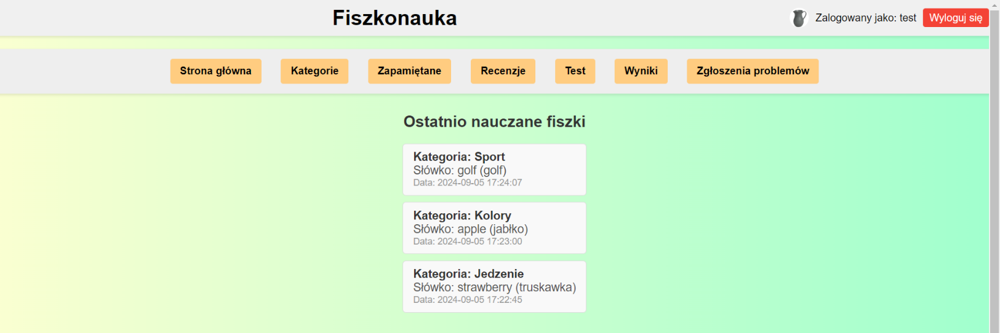 Fiszkonauka
Zalogowany jako: test
Wyloguj się
Strona główna
Kategorie
Zapamiętane
Recenzje
Test
Wyniki
Zgłoszenia problemów
Ostatnio nauczane fiszki
Kategoria: Sport
Słówko: golf (golf)
Data: 2024-09-05 17:24:07
Kategoria: Kolory
Słówko: apple (jabłko)
Data: 2024-09-05 17:23:00
Kategoria: Jedzenie
Słówko: strawberry (truskawka)
Data: 2024-09-05 17:22:45